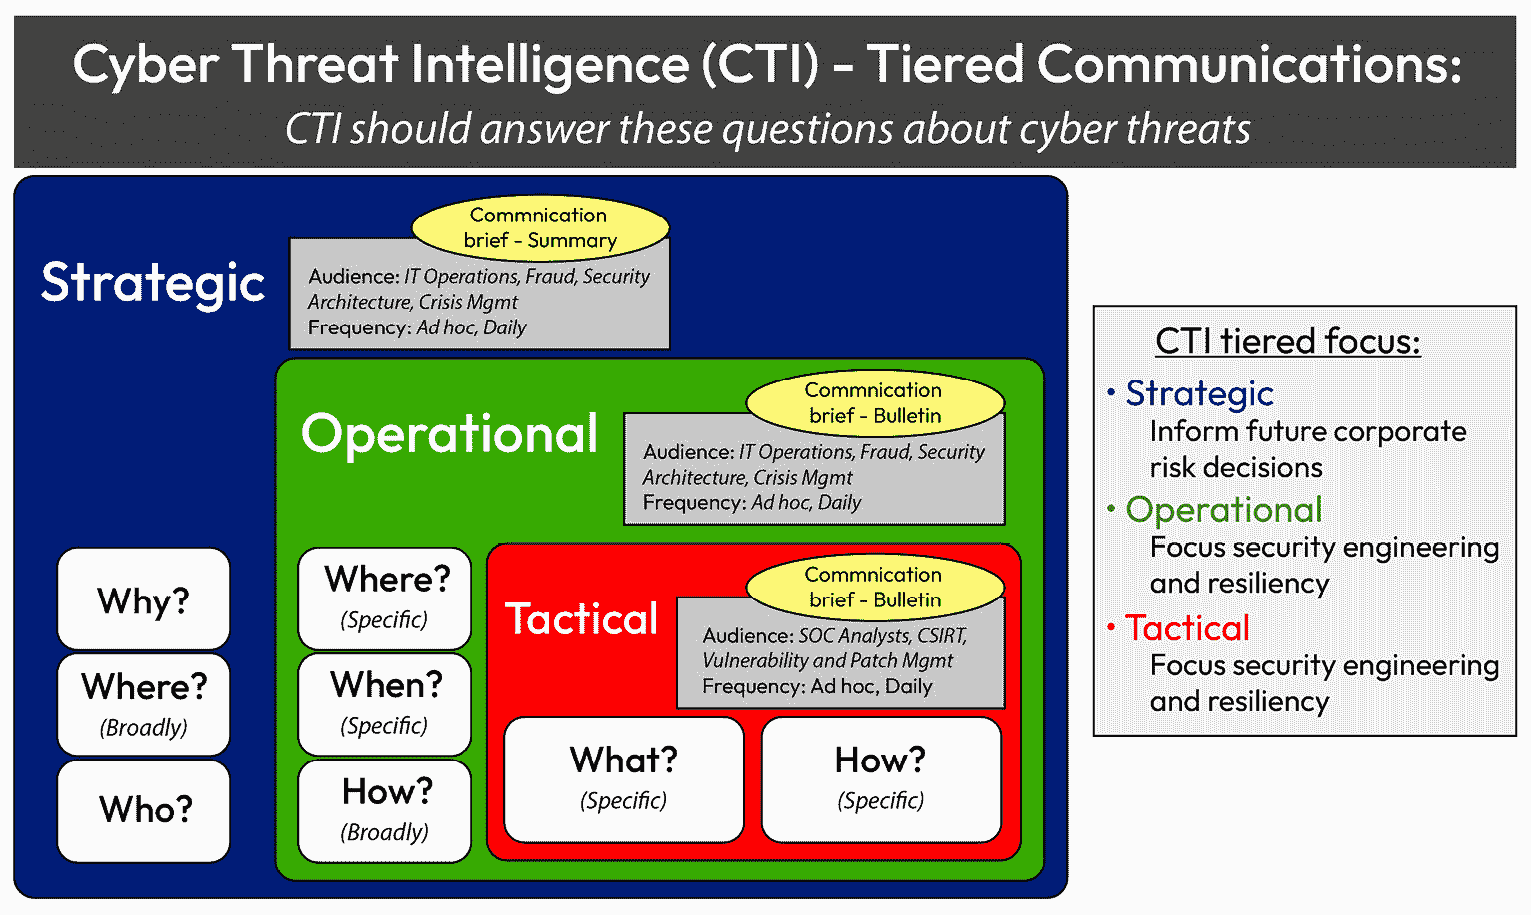 Cyber Threat Intelligence (CTI) - Tiered Communications:
CTI should answer these questions about cyber threats
Strategic
Commnication
brief - Summary
Audience: IT Operations, Fraud, Security
Architecture, Crisis Mgmt
Frequency: Ad hoc, Daily
Why?
Where?
(Broadly)
Who?
Operational
Commnication
brief - Bulletin
Audience: IT Operations, Fraud, Security
Architecture, Crisis Mgmt
Frequency: Ad hoc, Daily
Where?
(Specific)
When?
(Specific)
How?
(Broadly)
Tactical
Commnication
brief - Bulletin
Audience: SOC Analysts, CSIRT,
Vulnerability and Patch Mgmt
Frequency: Ad hoc, Daily
What?
(Specific)
How?
(Specific)
CTI tiered focus:
• Strategic
Inform future corporate
risk decisions
• Operational
Focus security engineering
and resiliency
• Tactical
Focus security engineering
and resiliency